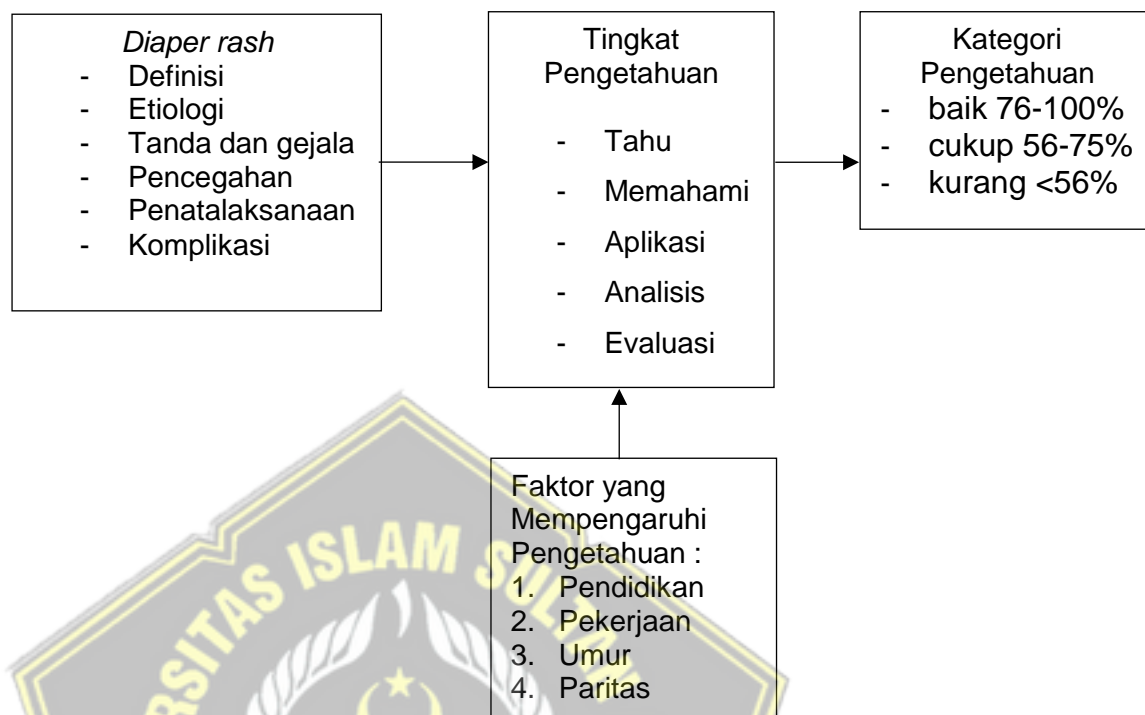 Diaper rash
- Definisi
- Etiologi
- Tanda dan gejala
- Pencegahan
- Penatalaksanaan
- Komplikasi
Tingkat
Pengetahuan
- Tahu
- Memahami
- Aplikasi
- Analisis
- Evaluasi
Kategori
Pengetahuan
- baik 76-100%
- cukup 56-75%
- kurang <56%
Faktor yang
Mempengaruhi
Pengetahuan :
1. Pendidikan
2. Pekerjaan
3. Umur
4. Paritas
ISLAM SULTAN